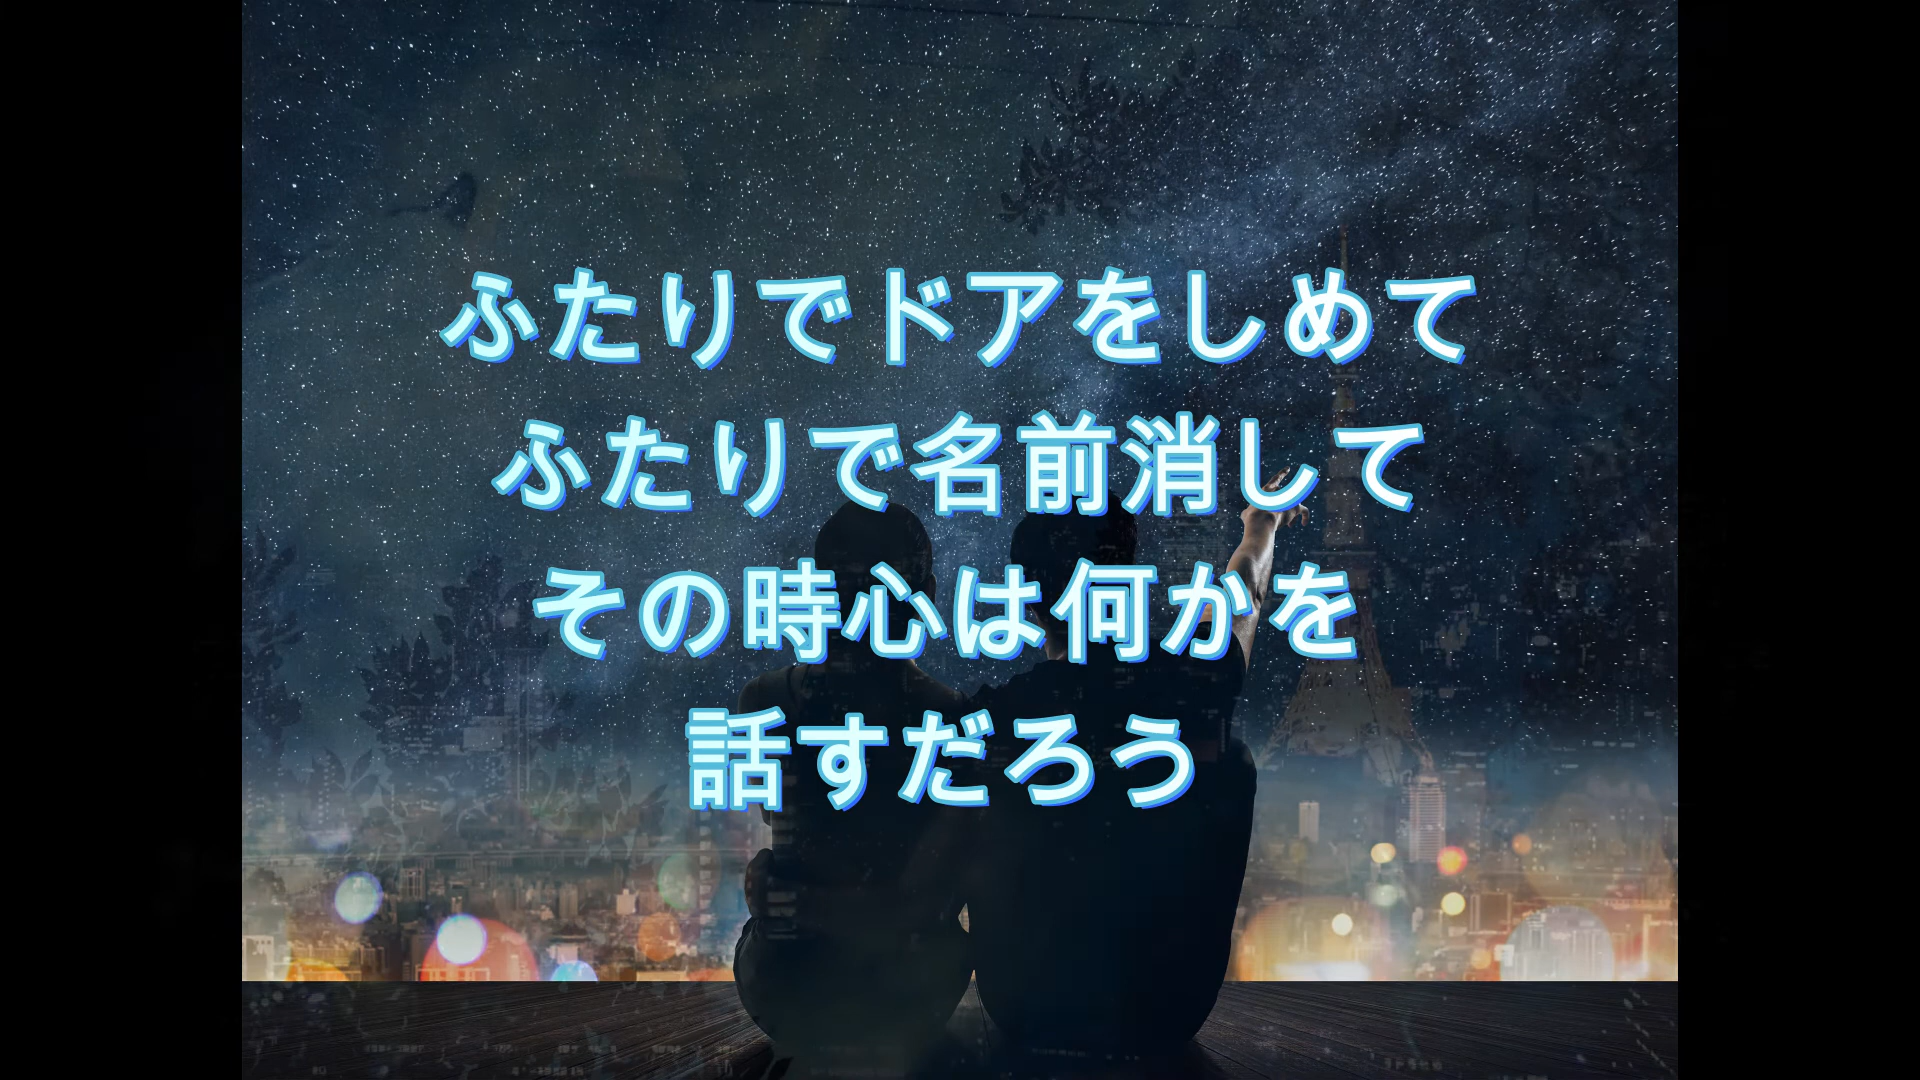 ふたりでドアをしめて
ふたりで名前消して
その時心は何かを
話すだろう